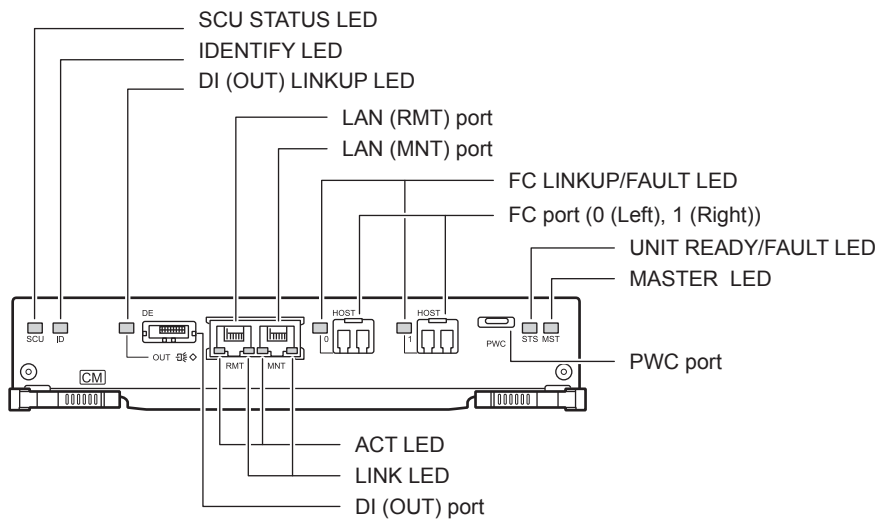 SCU STATUS LED
IDENTIFY LED
DI (OUT) LINKUP LED
LAN (RMT) port
LAN (MNT) port
FC LINKUP/FAULT LED
FC port (0 (Left), 1 (Right))
UNIT READY/FAULT LED
MASTER LED
DE
HOST
HOST
SCU
ID
OUT
RMT
MNT
0
1
PWC
STS
MST
CM
PWC port
ACT LED
LINK LED
DI (OUT) port